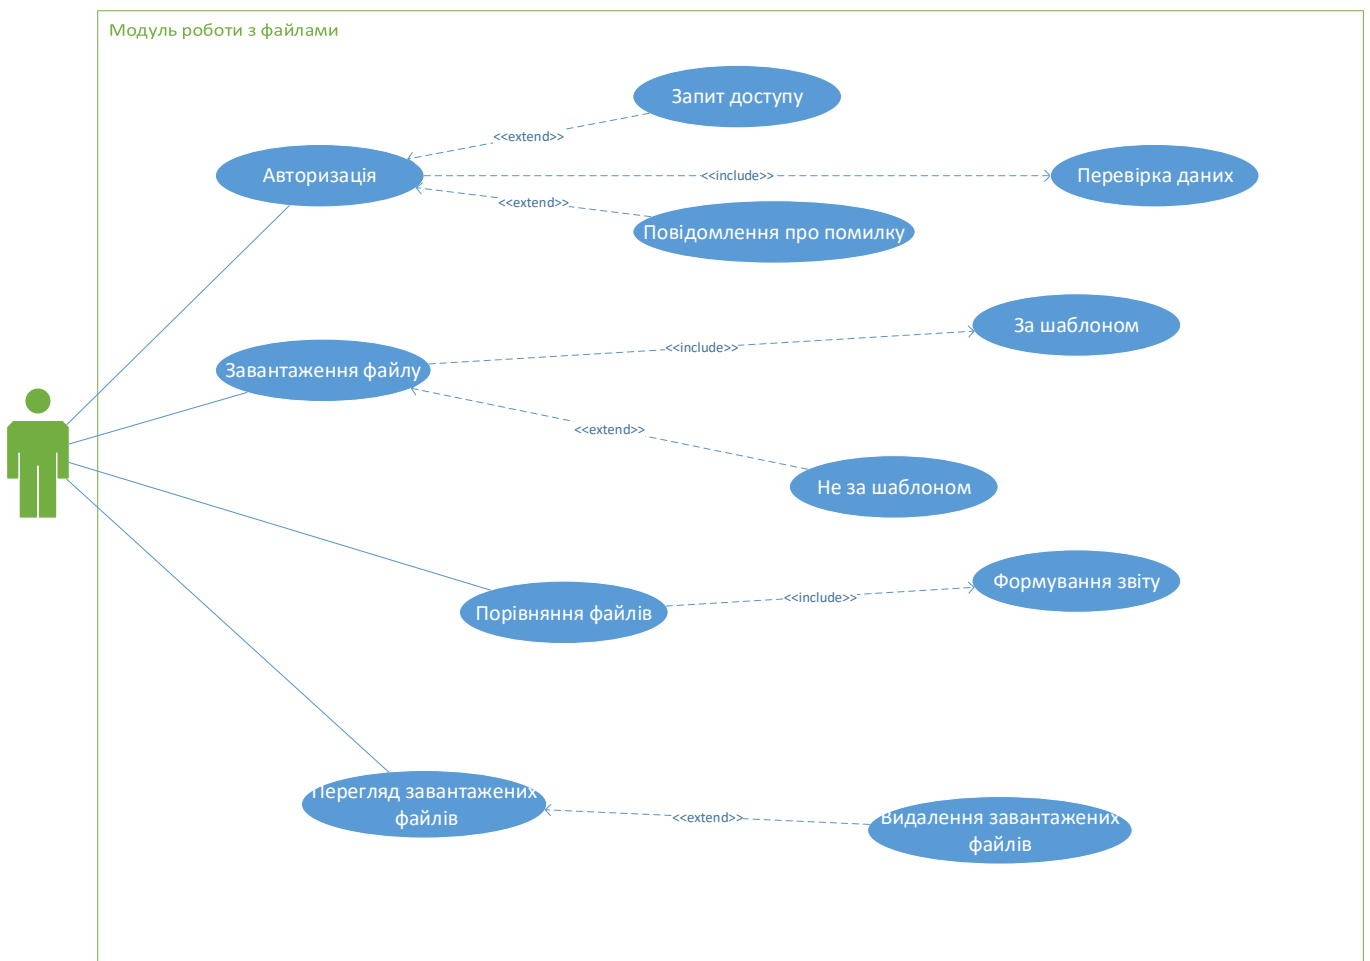 Модуль роботи з файлами
Запит доступу
<<extend>>
Авторизація
<<include>>
Перевірка даних
<<extend>>
Повідомлення про помилку
За шаблоном
<<include>>
Завантаження файлу
<<extend>>
Не за шаблоном
Формування звіту
<<include>>
Порівняння файлів
Перегляд завантажених
файлів
<<extend>>
Видалення завантажених
файлів